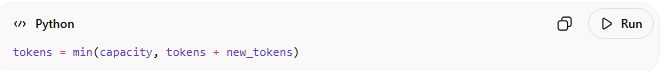 Python
Run
tokens = min(capacity, tokens + new_tokens)